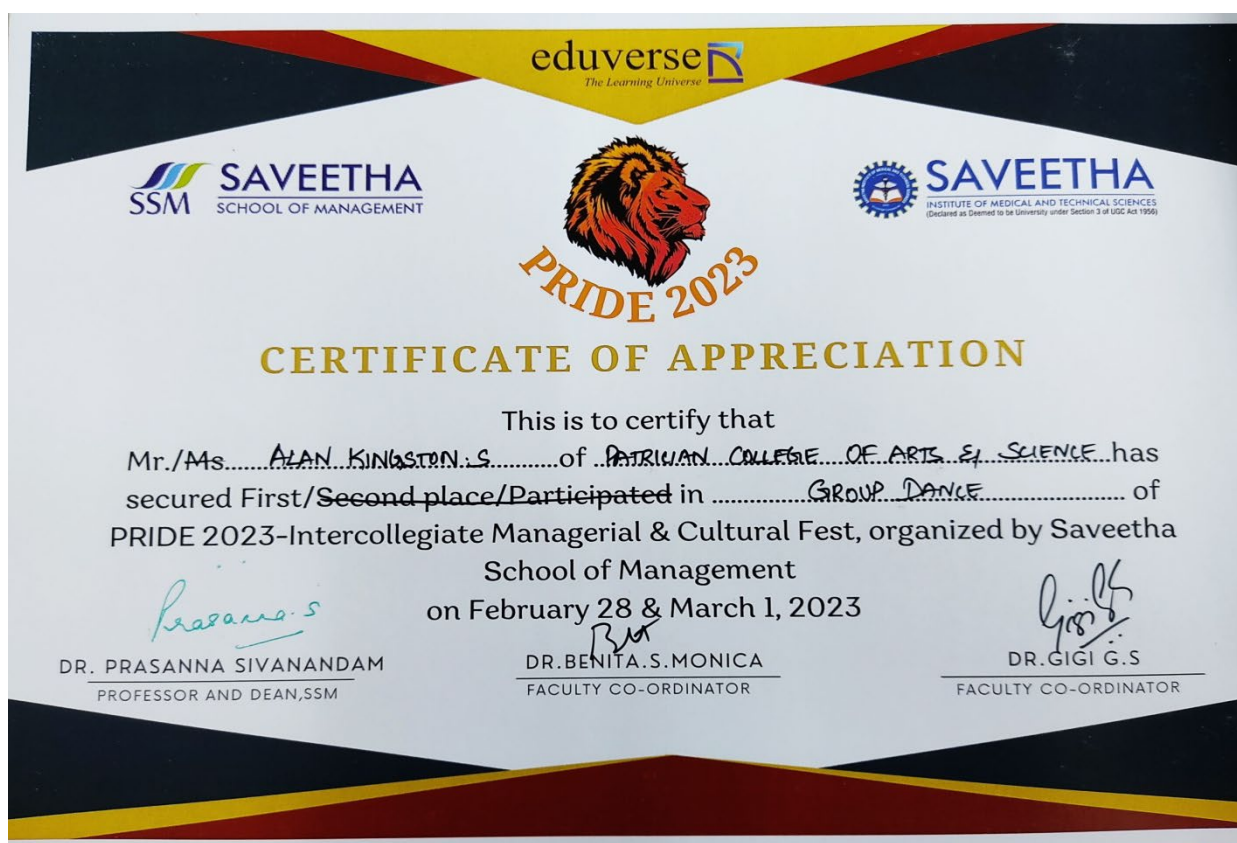 eduverse
The Learning Universe
SSM
SAVEETHA
SCHOOL OF MANAGEMENT
SAVEETHA
INSTITUTE OF MEDICAL AND TECHNICAL SCIENCES
(Declared as Deemed to be University under Section 3 of UGC Act 1956)
PRIDE 2023
CERTIFICATE OF APPRECIATION
This is to certify that
Mr./Ms. ALAN KINGSTON.S of PATRICIAN COLLEGE OF ARTS & SCIENCE has
secured First/Second place/Participated in GROUP DANCE of
PRIDE 2023-Intercollegiate Managerial & Cultural Fest, organized by Saveetha
School of Management
on February 28 & March 1, 2023
Prasanna.S
DR. PRASANNA SIVANANDAM
PROFESSOR AND DEAN,SSM
DR.BENITA.S.MONICA
FACULTY CO-ORDINATOR
DR.GIGI G.S
FACULTY CO-ORDINATOR